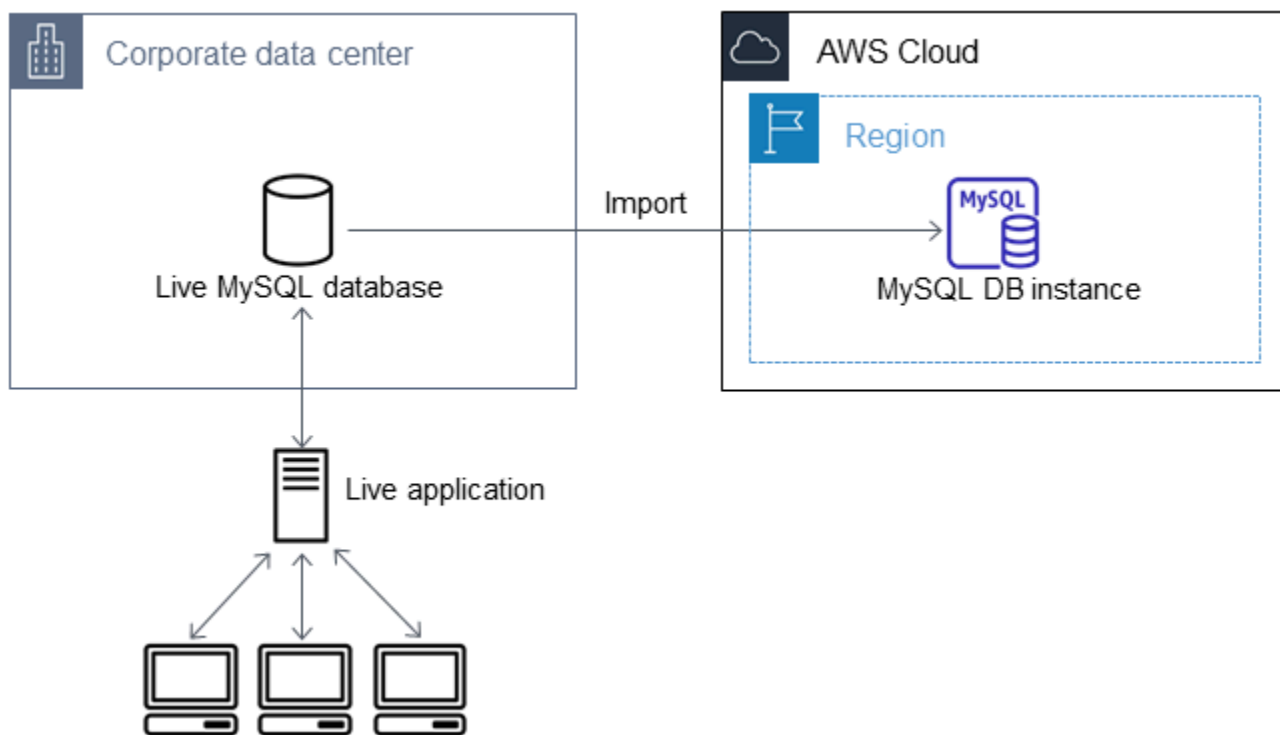 Corporate data center
AWS Cloud
Region
Import
MySQL
Live MySQL database
MySQL DB instance
Live application